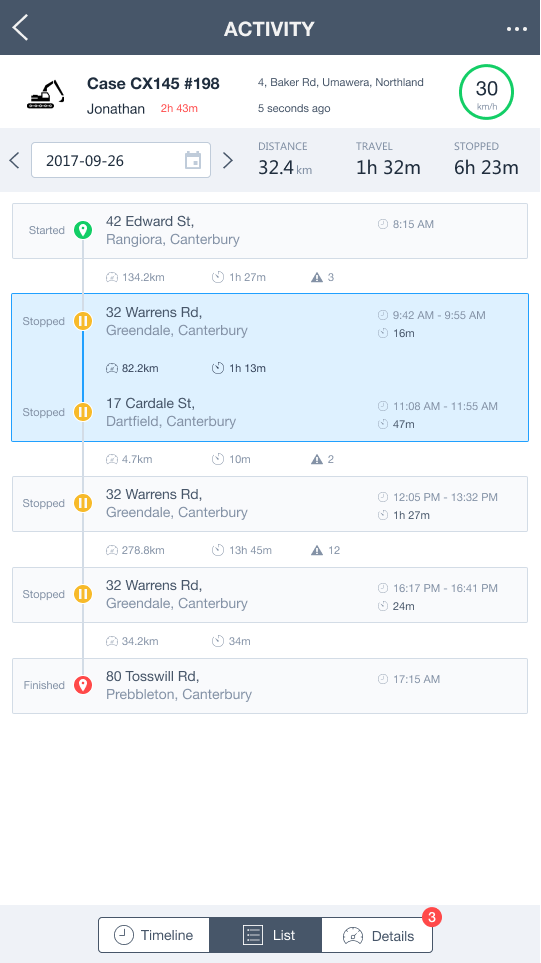 ACTIVITY
Case CX145 #198
4, Baker Rd, Umawera, Northland
Jonathan 2h 43m
5 seconds ago
30
km/h
2017-09-26
DISTANCE TRAVEL STOPPED
32.4 km 1h 32m 6h 23m
Started
42 Edward St,
Rangiora, Canterbury
8:15 AM
134.2km 1h 27m 3
Stopped
32 Warrens Rd,
Greendale, Canterbury
9:42 AM - 9:55 AM
16m
82.2km 1h 13m
Stopped
17 Cardale St,
Dartfield, Canterbury
11:08 AM - 11:55 AM
47m
4.7km 10m 2
Stopped
32 Warrens Rd,
Greendale, Canterbury
12:05 PM - 13:32 PM
1h 27m
278.8km 13h 45m 12
Stopped
32 Warrens Rd,
Greendale, Canterbury
16:17 PM - 16:41 PM
24m
34.2km 34m
Finished
80 Tosswill Rd,
Prebbleton, Canterbury
17:15 AM
Timeline
List
Details
3